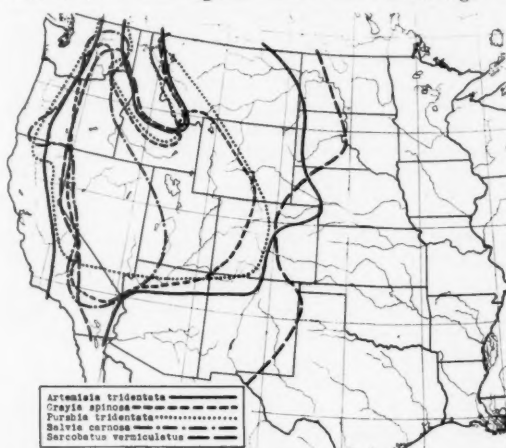 Artemisia tridentata
Grayia spinosa
Purshia tridentata
Salvia carnosa
Sarcobatus vermiculatus